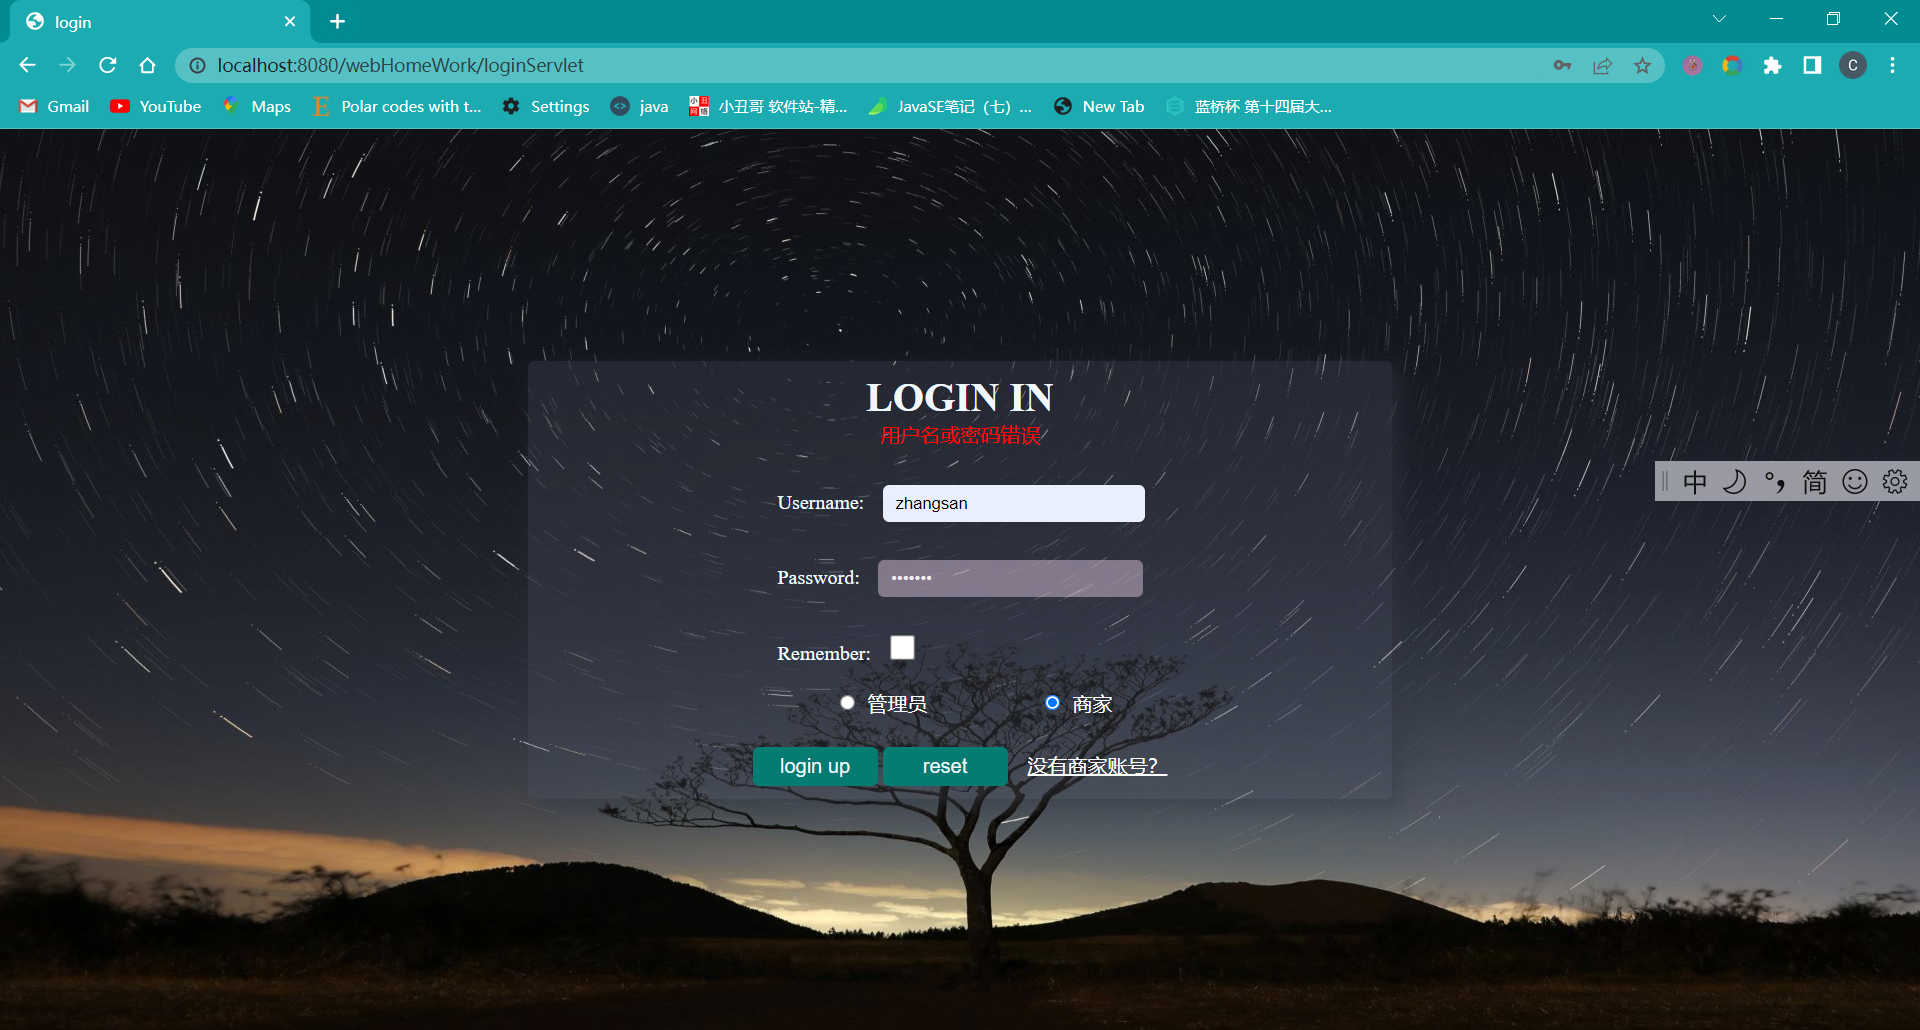 login
localhost:8080/webHomeWork/loginServlet
C
Gmail YouTube Maps Polar codes with t... Settings java 小丑哥 软件站-精... JavaSE笔记（七）... New Tab 蓝桥杯 第十四届大...
LOGIN IN
用户名或密码错误
中 °, 简
Username: zhangsan
Password: •••••••
Remember:
管理员 商家
login up reset 没有商家账号？